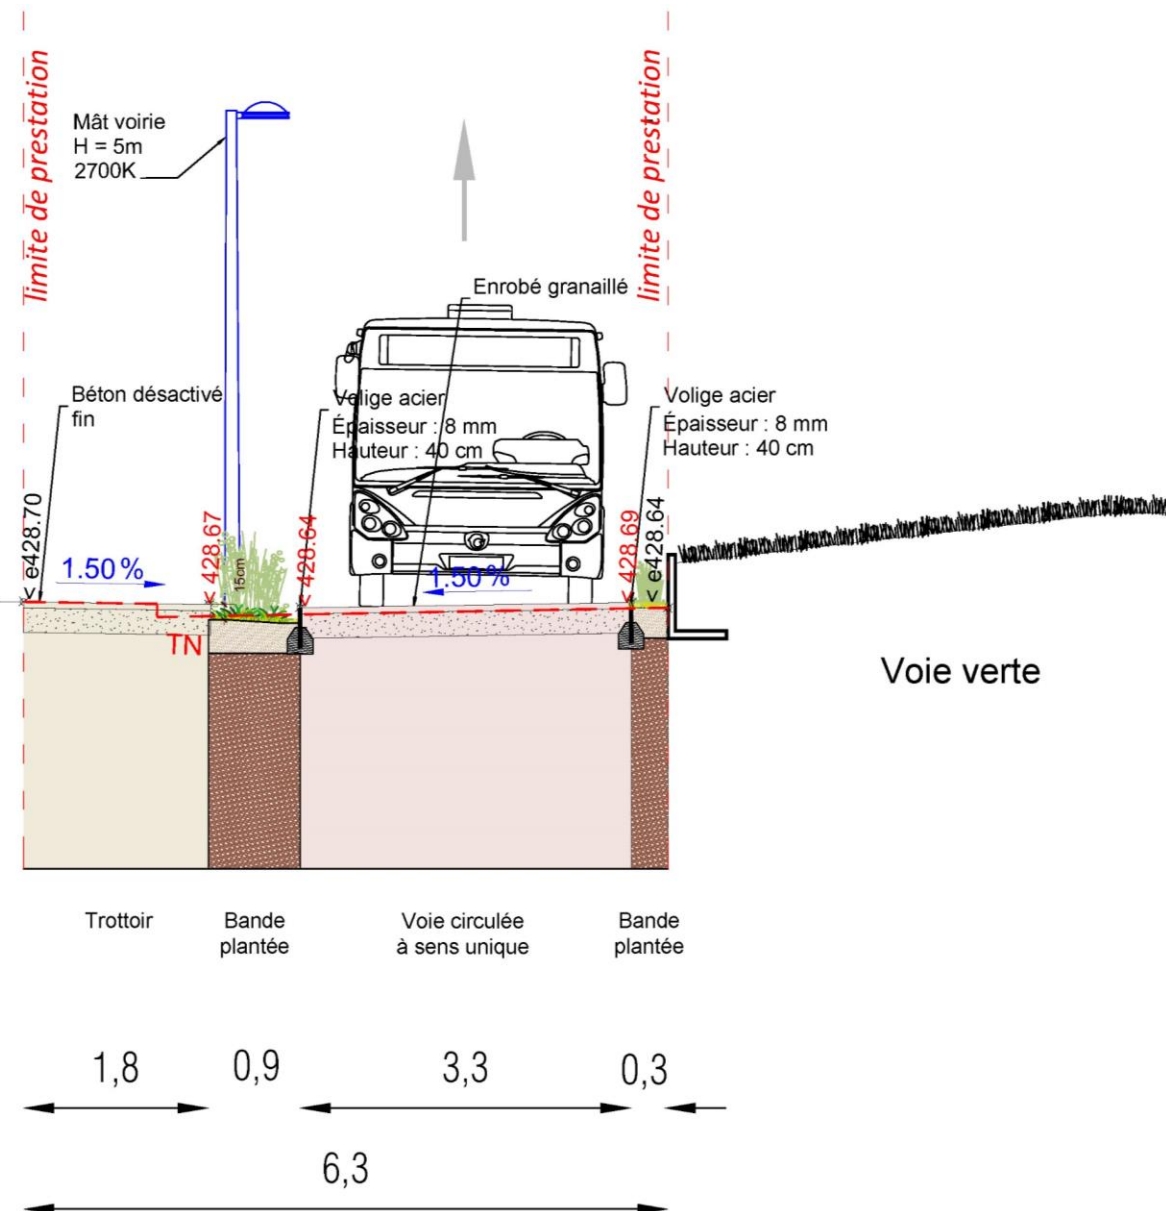 limite de prestation
limite de prestation
Mât voirie
H = 5m
2700K
Enrobé granaillé
Béton désactivé
fin
Volige acier
Épaisseur : 8 mm
Hauteur : 40 cm
Volige acier
Épaisseur : 8 mm
Hauteur : 40 cm
< e428.70
< 428.67
< 428.64
< 428.69
< e428.64
1.50%
15cm
1.50%
TN
Voie verte
Trottoir
Bande
plantée
Voie circulée
à sens unique
Bande
plantée
1,8
0,9
3,3
0,3
6,3